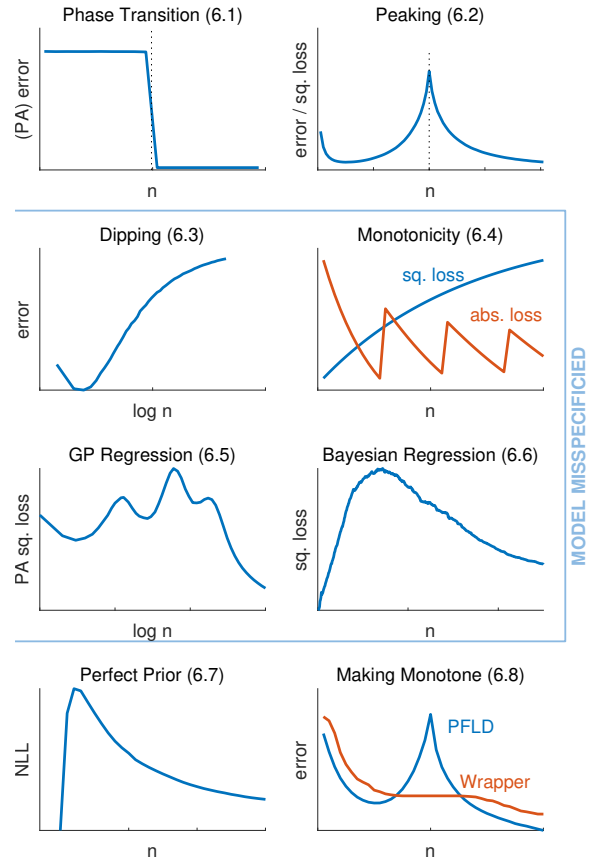 Phase Transition (6.1)
(PA) error
n
Peaking (6.2)
error / sq. loss
n
Dipping (6.3)
error
log n
Monotonicity (6.4)
sq. loss
abs. loss
n
GP Regression (6.5)
PA sq. loss
log n
Bayesian Regression (6.6)
sq. loss
n
MODEL MISSPECIFICIED
Perfect Prior (6.7)
NLL
n
Making Monotone (6.8)
error
PFLD
Wrapper
n